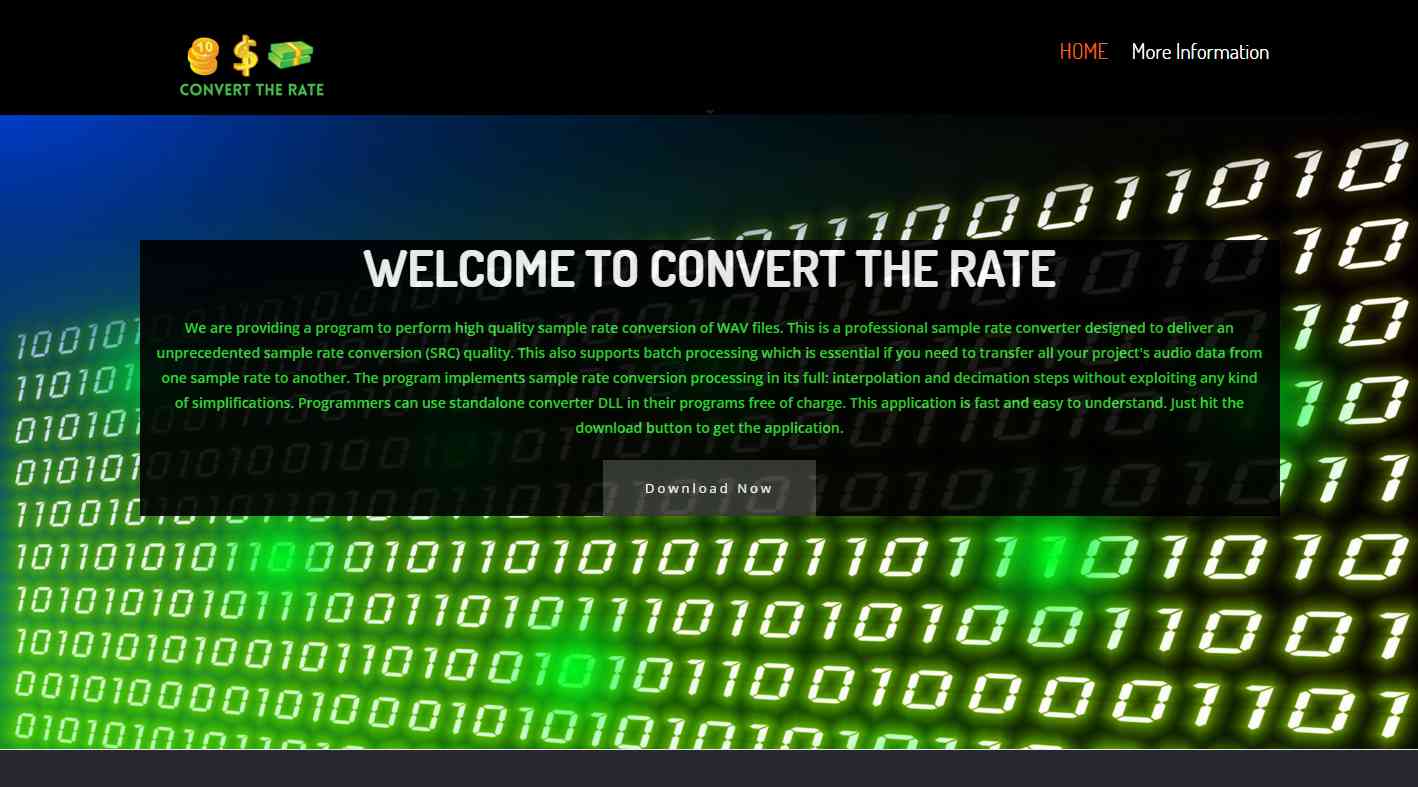 10
$
CONVERT THE RATE
HOME
More Information
WELCOME TO CONVERT THE RATE
We are providing a program to perform high quality sample rate conversion of WAV files. This is a professional sample rate converter designed to deliver an
unprecedented sample rate conversion (SRC) quality. This also supports batch processing which is essential if you need to transfer all your project's audio data from
one sample rate to another. The program implements sample rate conversion processing in its full: interpolation and decimation steps without exploiting any kind
of simplifications. Programmers can use standalone converter DLL in their programs free of charge. This application is fast and easy to understand. Just hit the
download button to get the application.
Download Now